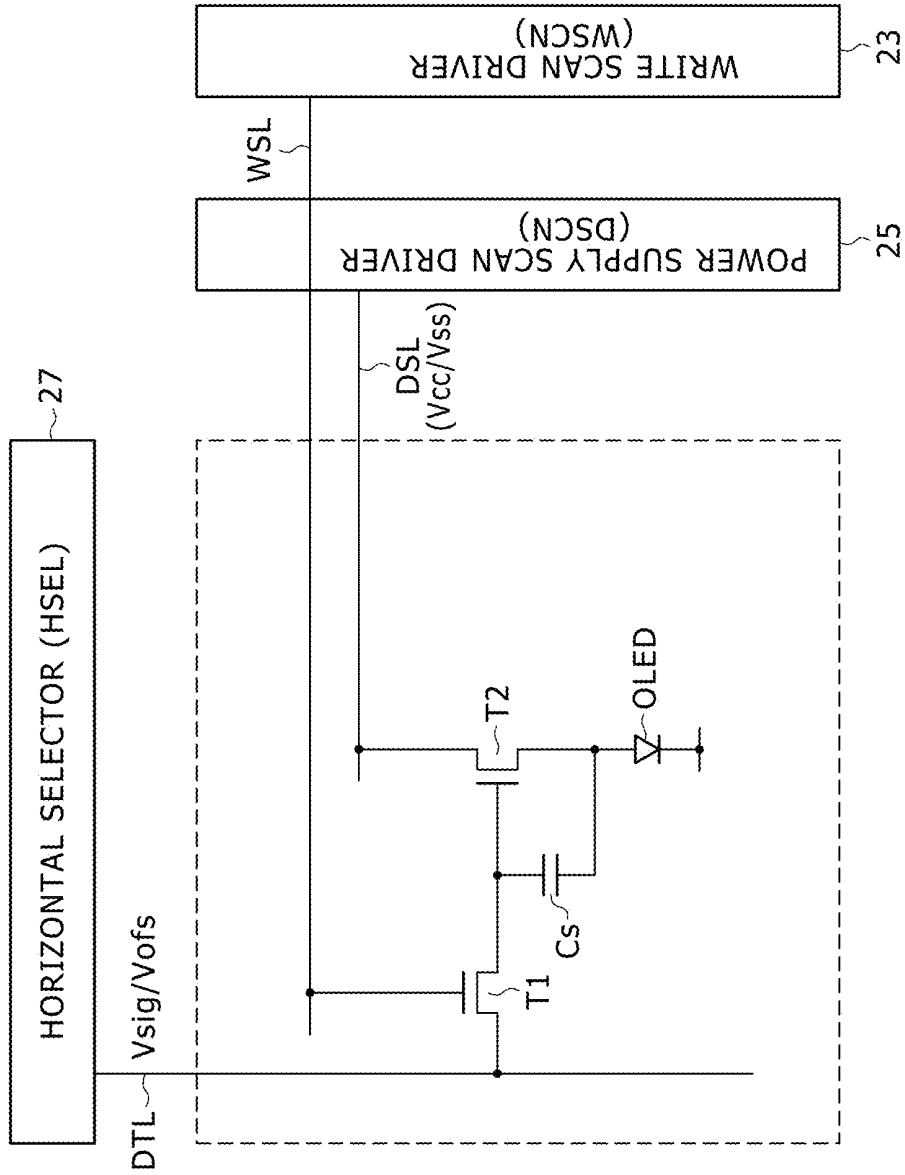 HORIZONTAL SELECTOR (HSEL)
27
DTL
Vsig/Vofs
WSL
WRITE SCAN DRIVER
(WSCN)
23
DSL
(Vcc/Vss)
POWER SUPPLY SCAN DRIVER
(DSCN)
25
T1
Cs
T2
OLED